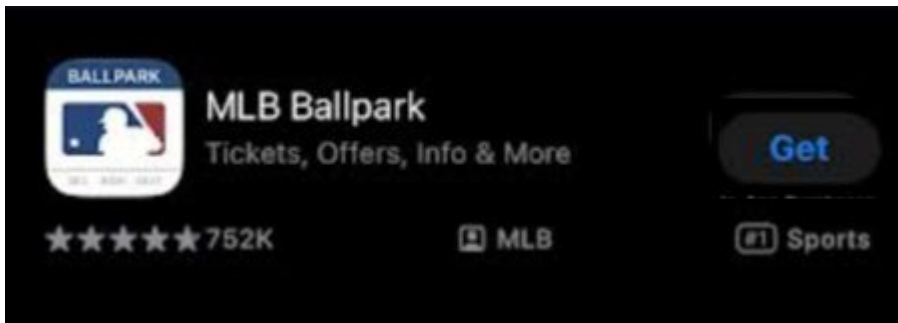 BALLPARK
MLB Ballpark
Tickets, Offers, Info & More
Get
752K
MLB
#1 Sports